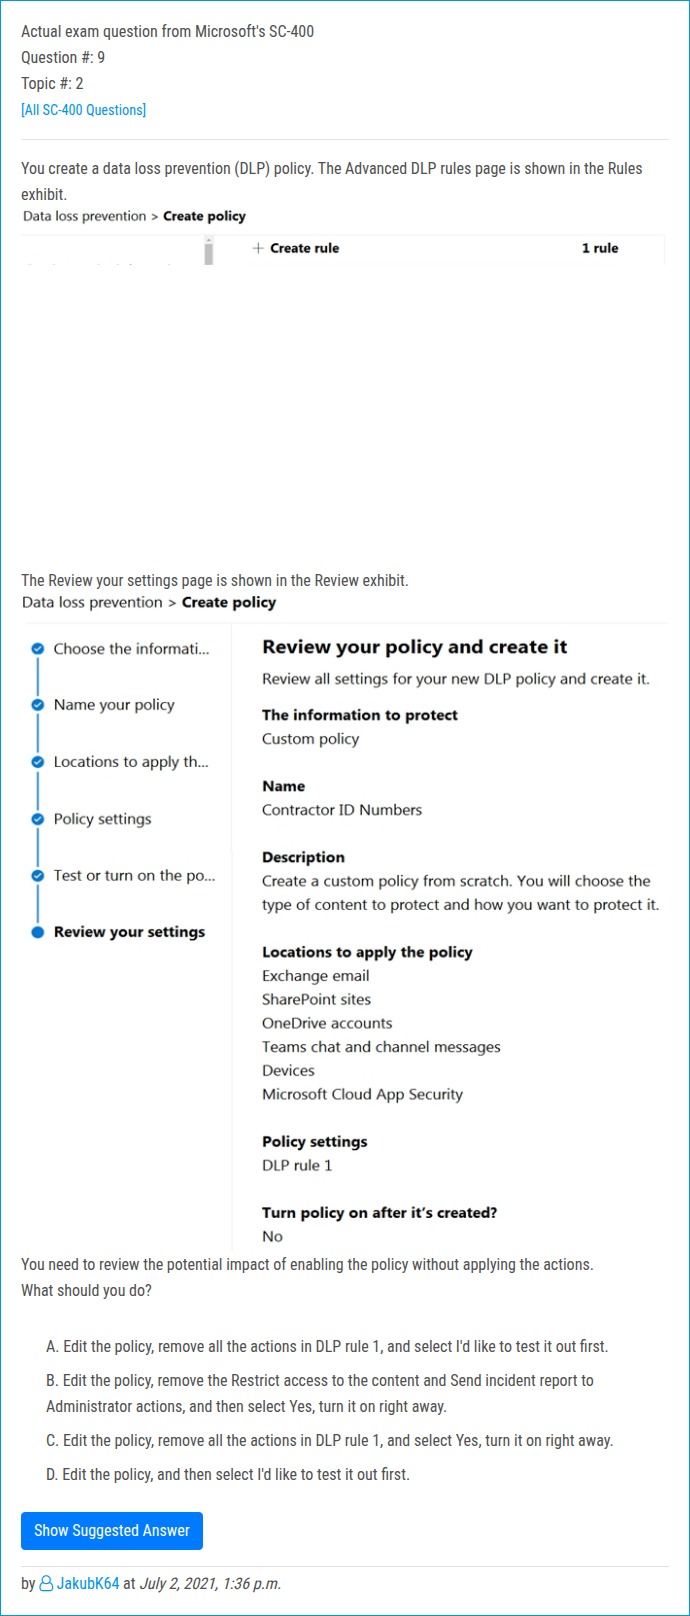 Actual exam question from Microsoft's SC-400
Question #: 9
Topic #: 2
[All SC-400 Questions]
You create a data loss prevention (DLP) policy. The Advanced DLP rules page is shown in the Rules
exhibit.
Data loss prevention > Create policy
+ Create rule 1 rule
The Review your settings page is shown in the Review exhibit.
Data loss prevention > Create policy
Choose the informati...
Name your policy
Locations to apply th...
Policy settings
Test or turn on the po...
Review your settings
Review your policy and create it
Review all settings for your new DLP policy and create it.
The information to protect
Custom policy
Name
Contractor ID Numbers
Description
Create a custom policy from scratch. You will choose the
type of content to protect and how you want to protect it.
Locations to apply the policy
Exchange email
SharePoint sites
OneDrive accounts
Teams chat and channel messages
Devices
Microsoft Cloud App Security
Policy settings
DLP rule 1
Turn policy on after it's created?
No
You need to review the potential impact of enabling the policy without applying the actions.
What should you do?
A. Edit the policy, remove all the actions in DLP rule 1, and select I'd like to test it out first.
B. Edit the policy, remove the Restrict access to the content and Send incident report to
Administrator actions, and then select Yes, turn it on right away.
C. Edit the policy, remove all the actions in DLP rule 1, and select Yes, turn it on right away.
D. Edit the policy, and then select I'd like to test it out first.
Show Suggested Answer
by JakubK64 at July 2, 2021, 1:36 p.m.